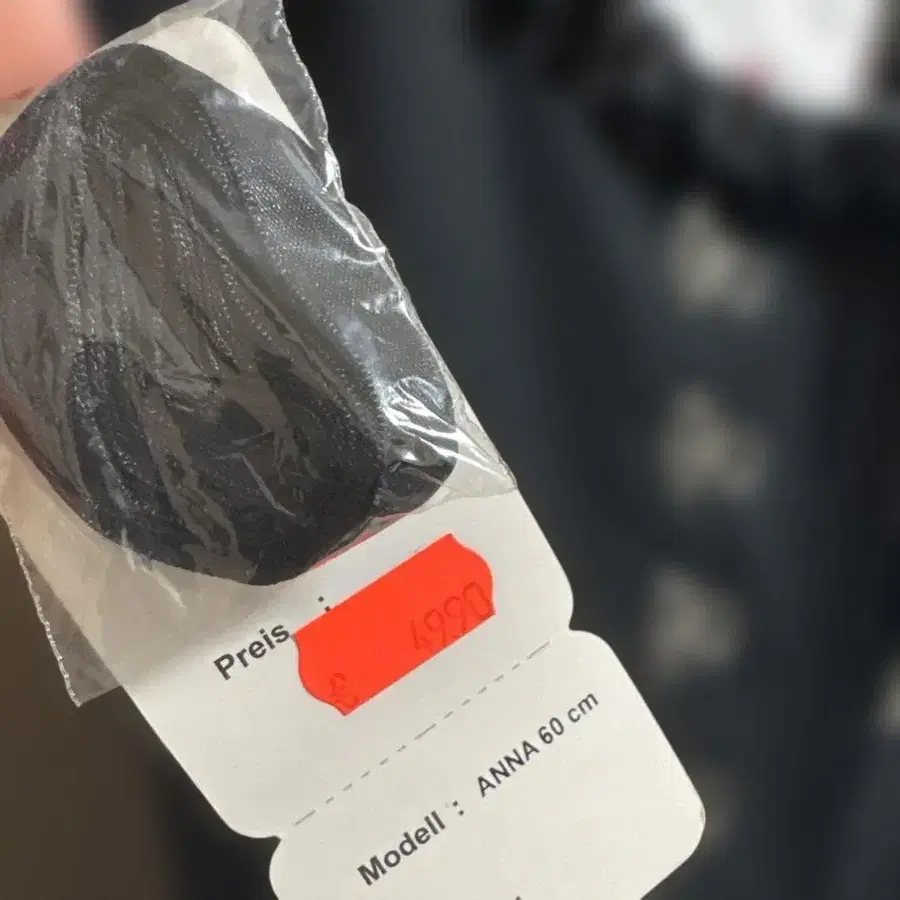 Preis : £ 4990
Modell : ANNA 60 cm